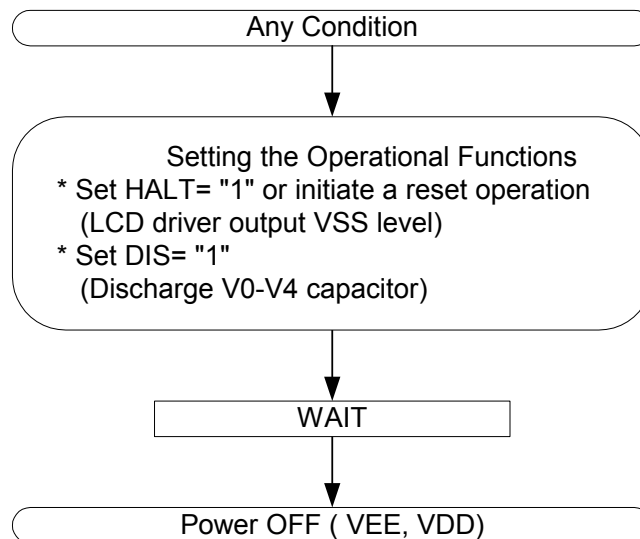 Any Condition
Setting the Operational Functions
* Set HALT= "1" or initiate a reset operation
(LCD driver output VSS level)
* Set DIS= "1"
(Discharge V0-V4 capacitor)
WAIT
Power OFF ( VEE, VDD)